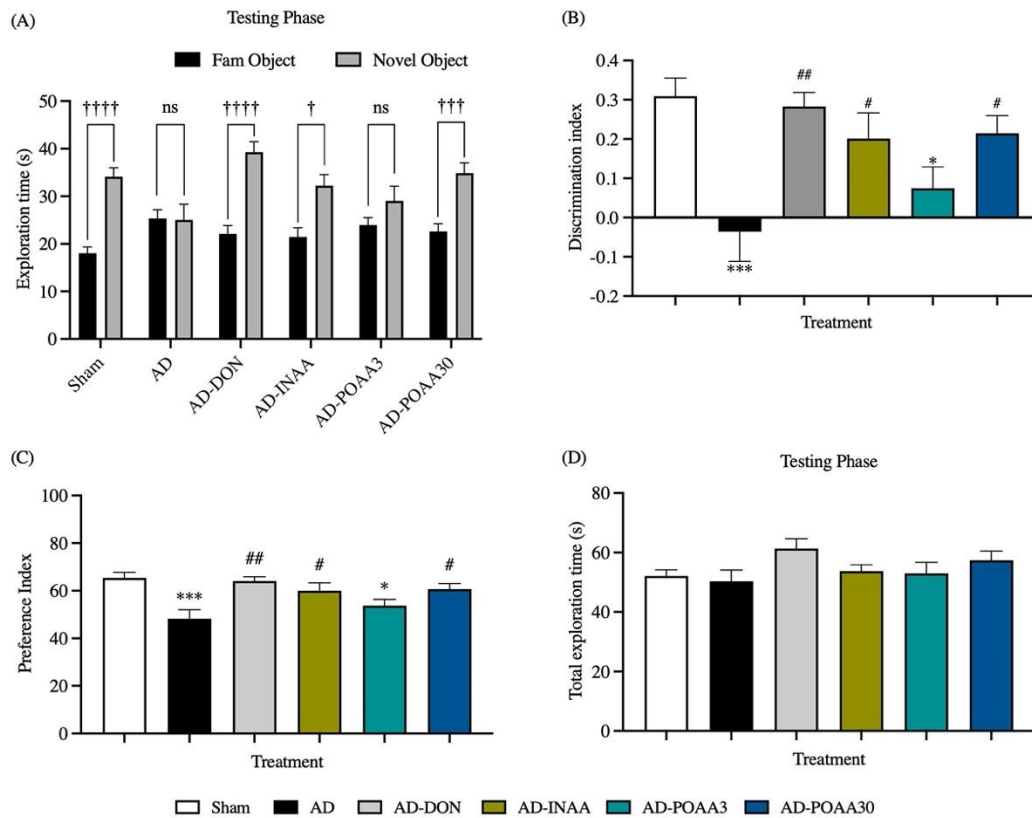 (A)
Testing Phase
Fam Object Novel Object
Exploration time (s)
50
40
30
20
10
0
†††† ns †††† † ns †††
Sham AD AD-DON AD-INAA AD-POAA3 AD-POAA30
(B)
Discrimination index
0.4
0.3
0.2
0.1
0.0
-0.1
-0.2
*** ## # * #
Treatment
(C)
Preference Index
100
80
60
40
20
0
*** ## # * #
Treatment
(D)
Testing Phase
Total exploration time (s)
80
60
40
20
0
Treatment
Sham AD AD-DON AD-INAA AD-POAA3 AD-POAA30